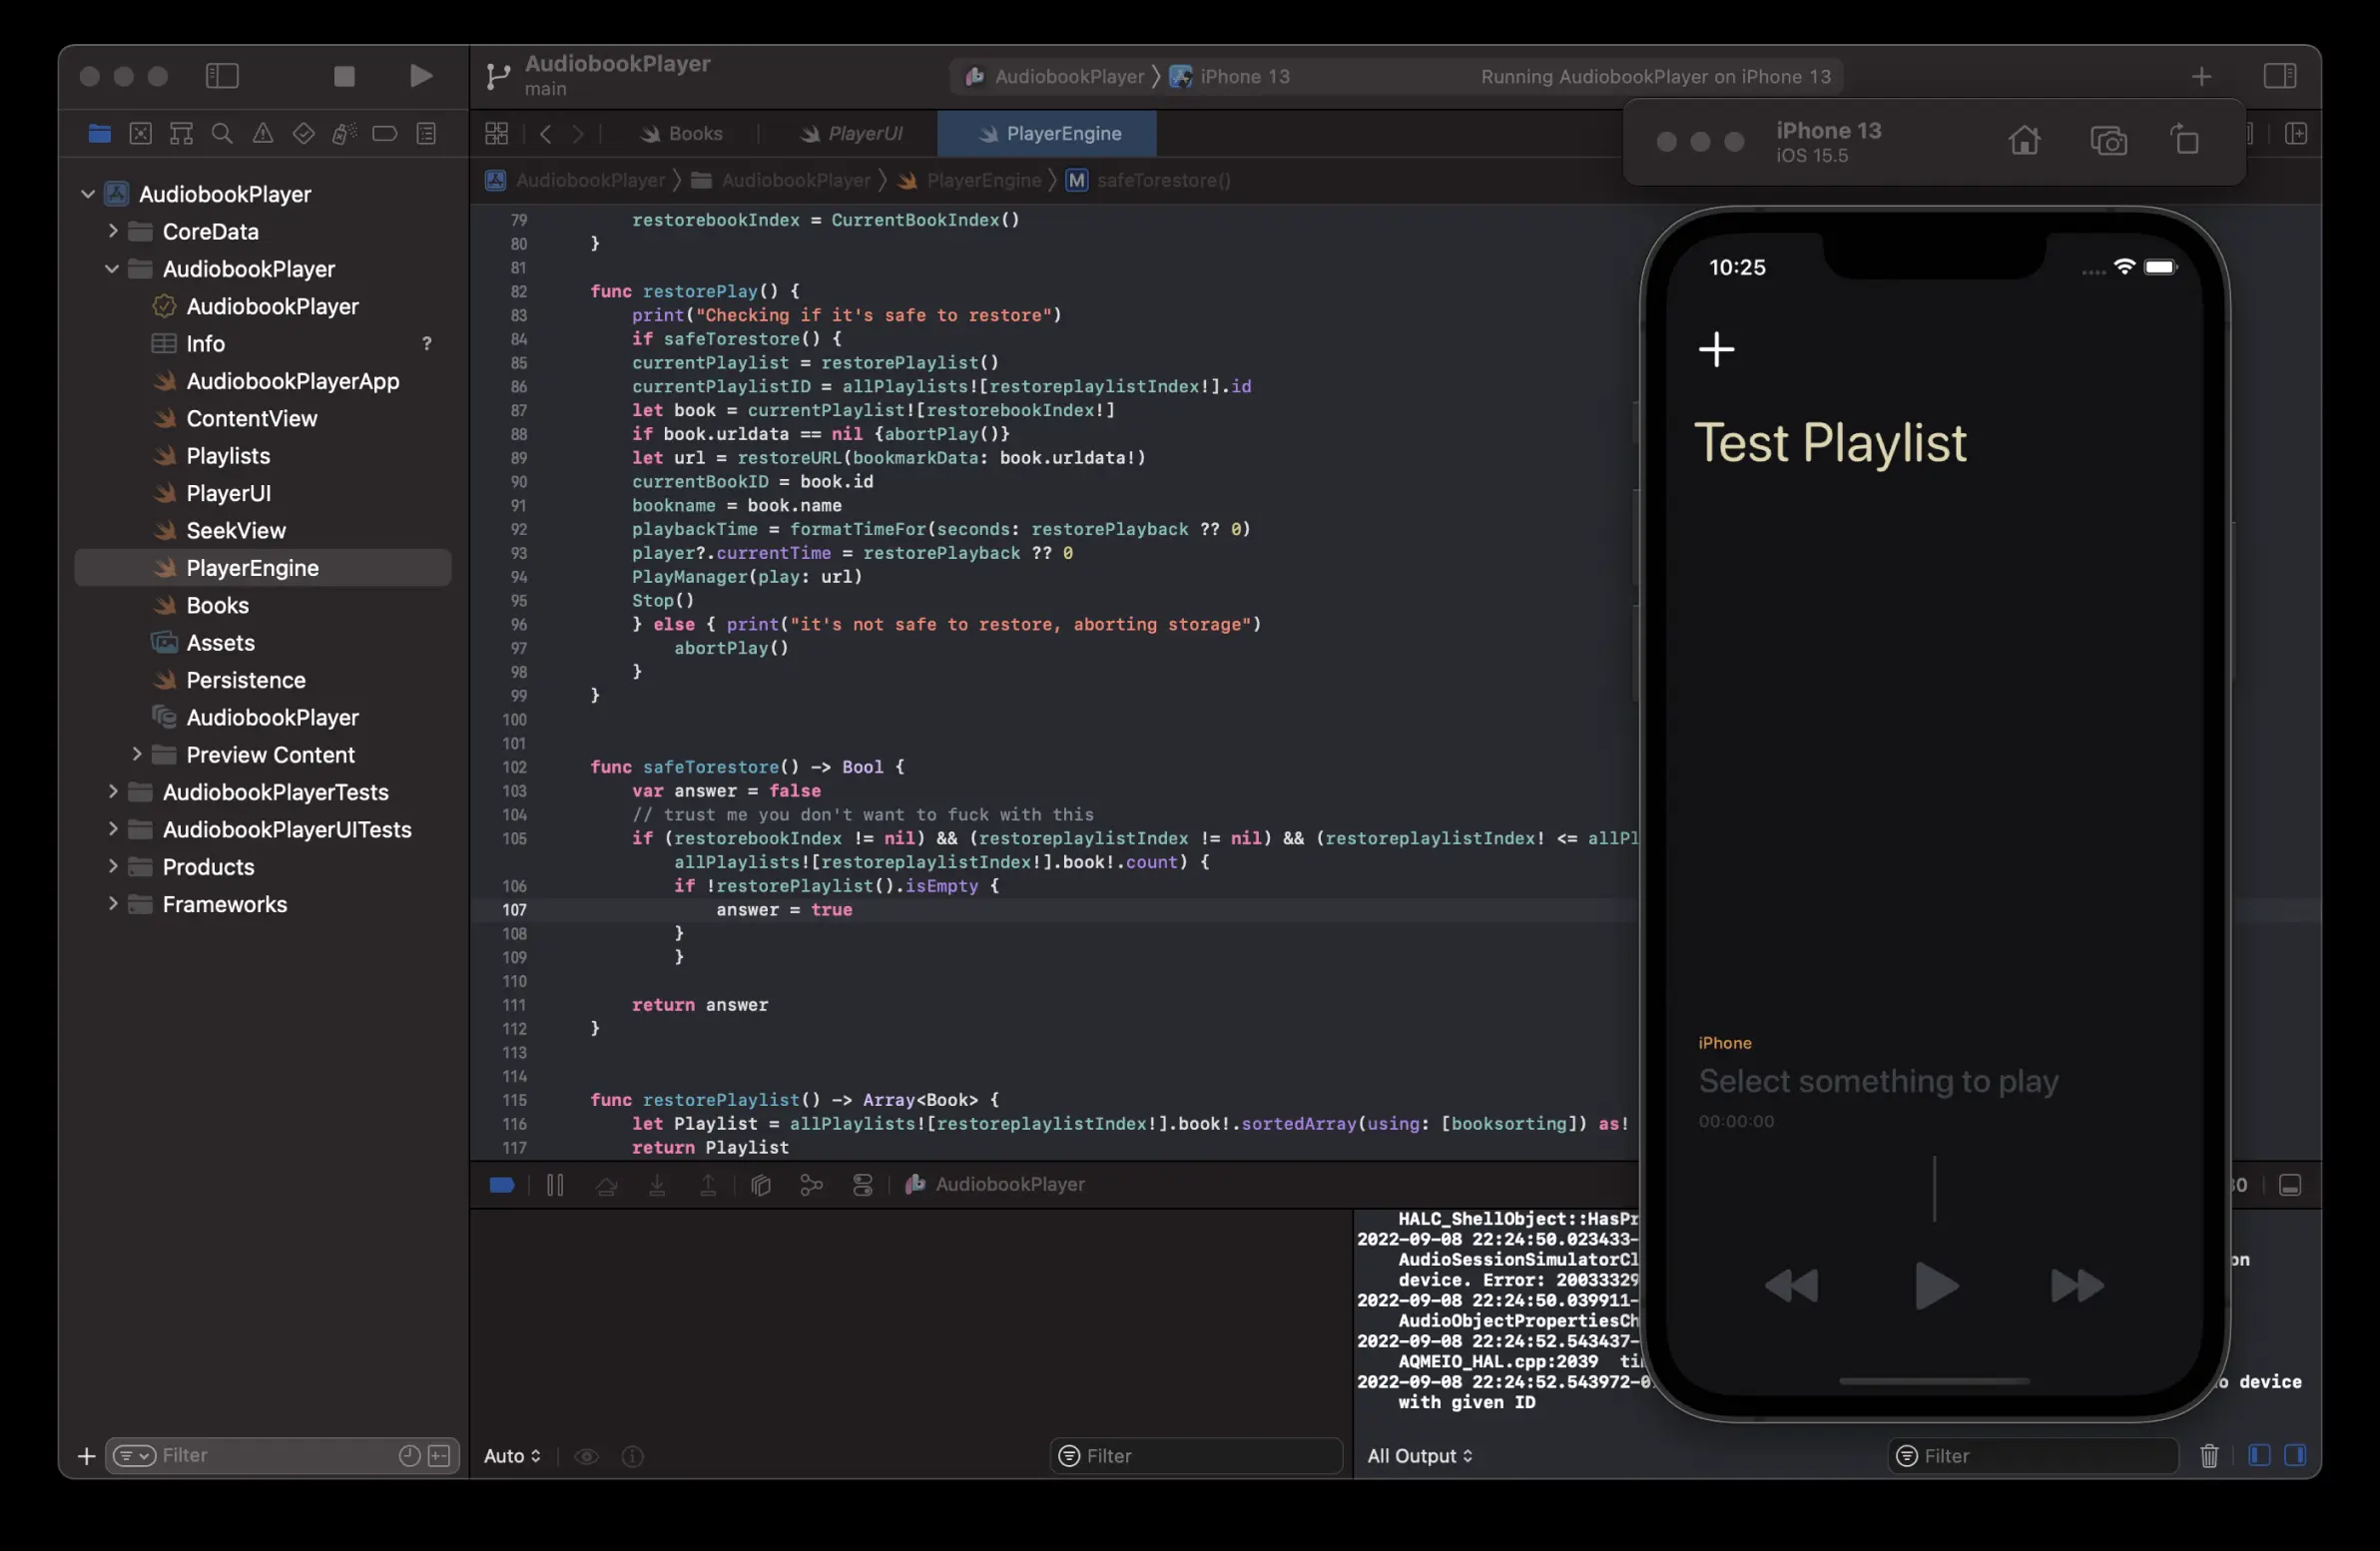 AudiobookPlayer
main
AudiobookPlayer
iPhone 13
Running AudiobookPlayer on iPhone 13
Books
PlayerUI
PlayerEngine
AudiobookPlayer
AudiobookPlayer
PlayerEngine
M
safeTorestore()
AudiobookPlayer
CoreData
AudiobookPlayer
AudiobookPlayer
Info ?
AudiobookPlayerApp
ContentView
Playlists
PlayerUI
SeekView
PlayerEngine
Books
Assets
Persistence
AudiobookPlayer
Preview Content
AudiobookPlayerTests
AudiobookPlayerUITests
Products
Frameworks
Filter
79 restorebookIndex = CurrentBookIndex()
80 }
81
82 func restorePlay() {
83 print("Checking if it's safe to restore")
84 if safeTorestore() {
85 currentPlaylist = restorePlaylist()
86 currentPlaylistID = allPlaylists![restoreplaylistIndex!].id
87 let book = currentPlaylist![restorebookIndex!]
88 if book.urldata == nil {abortPlay()}
89 let url = restoreURL(bookmarkData: book.urldata!)
90 currentBookID = book.id
91 bookname = book.name
92 playbackTime = formatTimeFor(seconds: restorePlayback ?? 0)
93 player?.currentTime = restorePlayback ?? 0
94 PlayManager(play: url)
95 Stop()
96 } else { print("it's not safe to restore, aborting storage")
97 abortPlay()
98 }
99 }
100
101
102 func safeTorestore() -> Bool {
103 var answer = false
104 // trust me you don't want to fuck with this
105 if (restorebookIndex != nil) && (restoreplaylistIndex != nil) && (restoreplaylistIndex! <= allPl
allPlaylists![restoreplaylistIndex!].book!.count) {
106 if !restorePlaylist().isEmpty {
107 answer = true
108 }
109 }
110
111 return answer
112 }
113
114
115 func restorePlaylist() -> Array<Book> {
116 let Playlist = allPlaylists![restoreplaylistIndex!].book!.sortedArray(using: [booksorting]) as!
117 return Playlist
AudiobookPlayer
Auto
Filter
HALC_ShellObject::HasPr
2022-09-08 22:24:50.023433-
AudioSessionSimulatorCl on
device. Error: 20033329
2022-09-08 22:24:50.039911-
AudioObjectPropertiesCh
2022-09-08 22:24:52.543437-
AQMEIO_HAL.cpp:2039 ti
2022-09-08 22:24:52.543972-0 o device
with given ID
All Output
Filter
iPhone 13
iOS 15.5
10:25
Test Playlist
iPhone
Select something to play
00:00:00